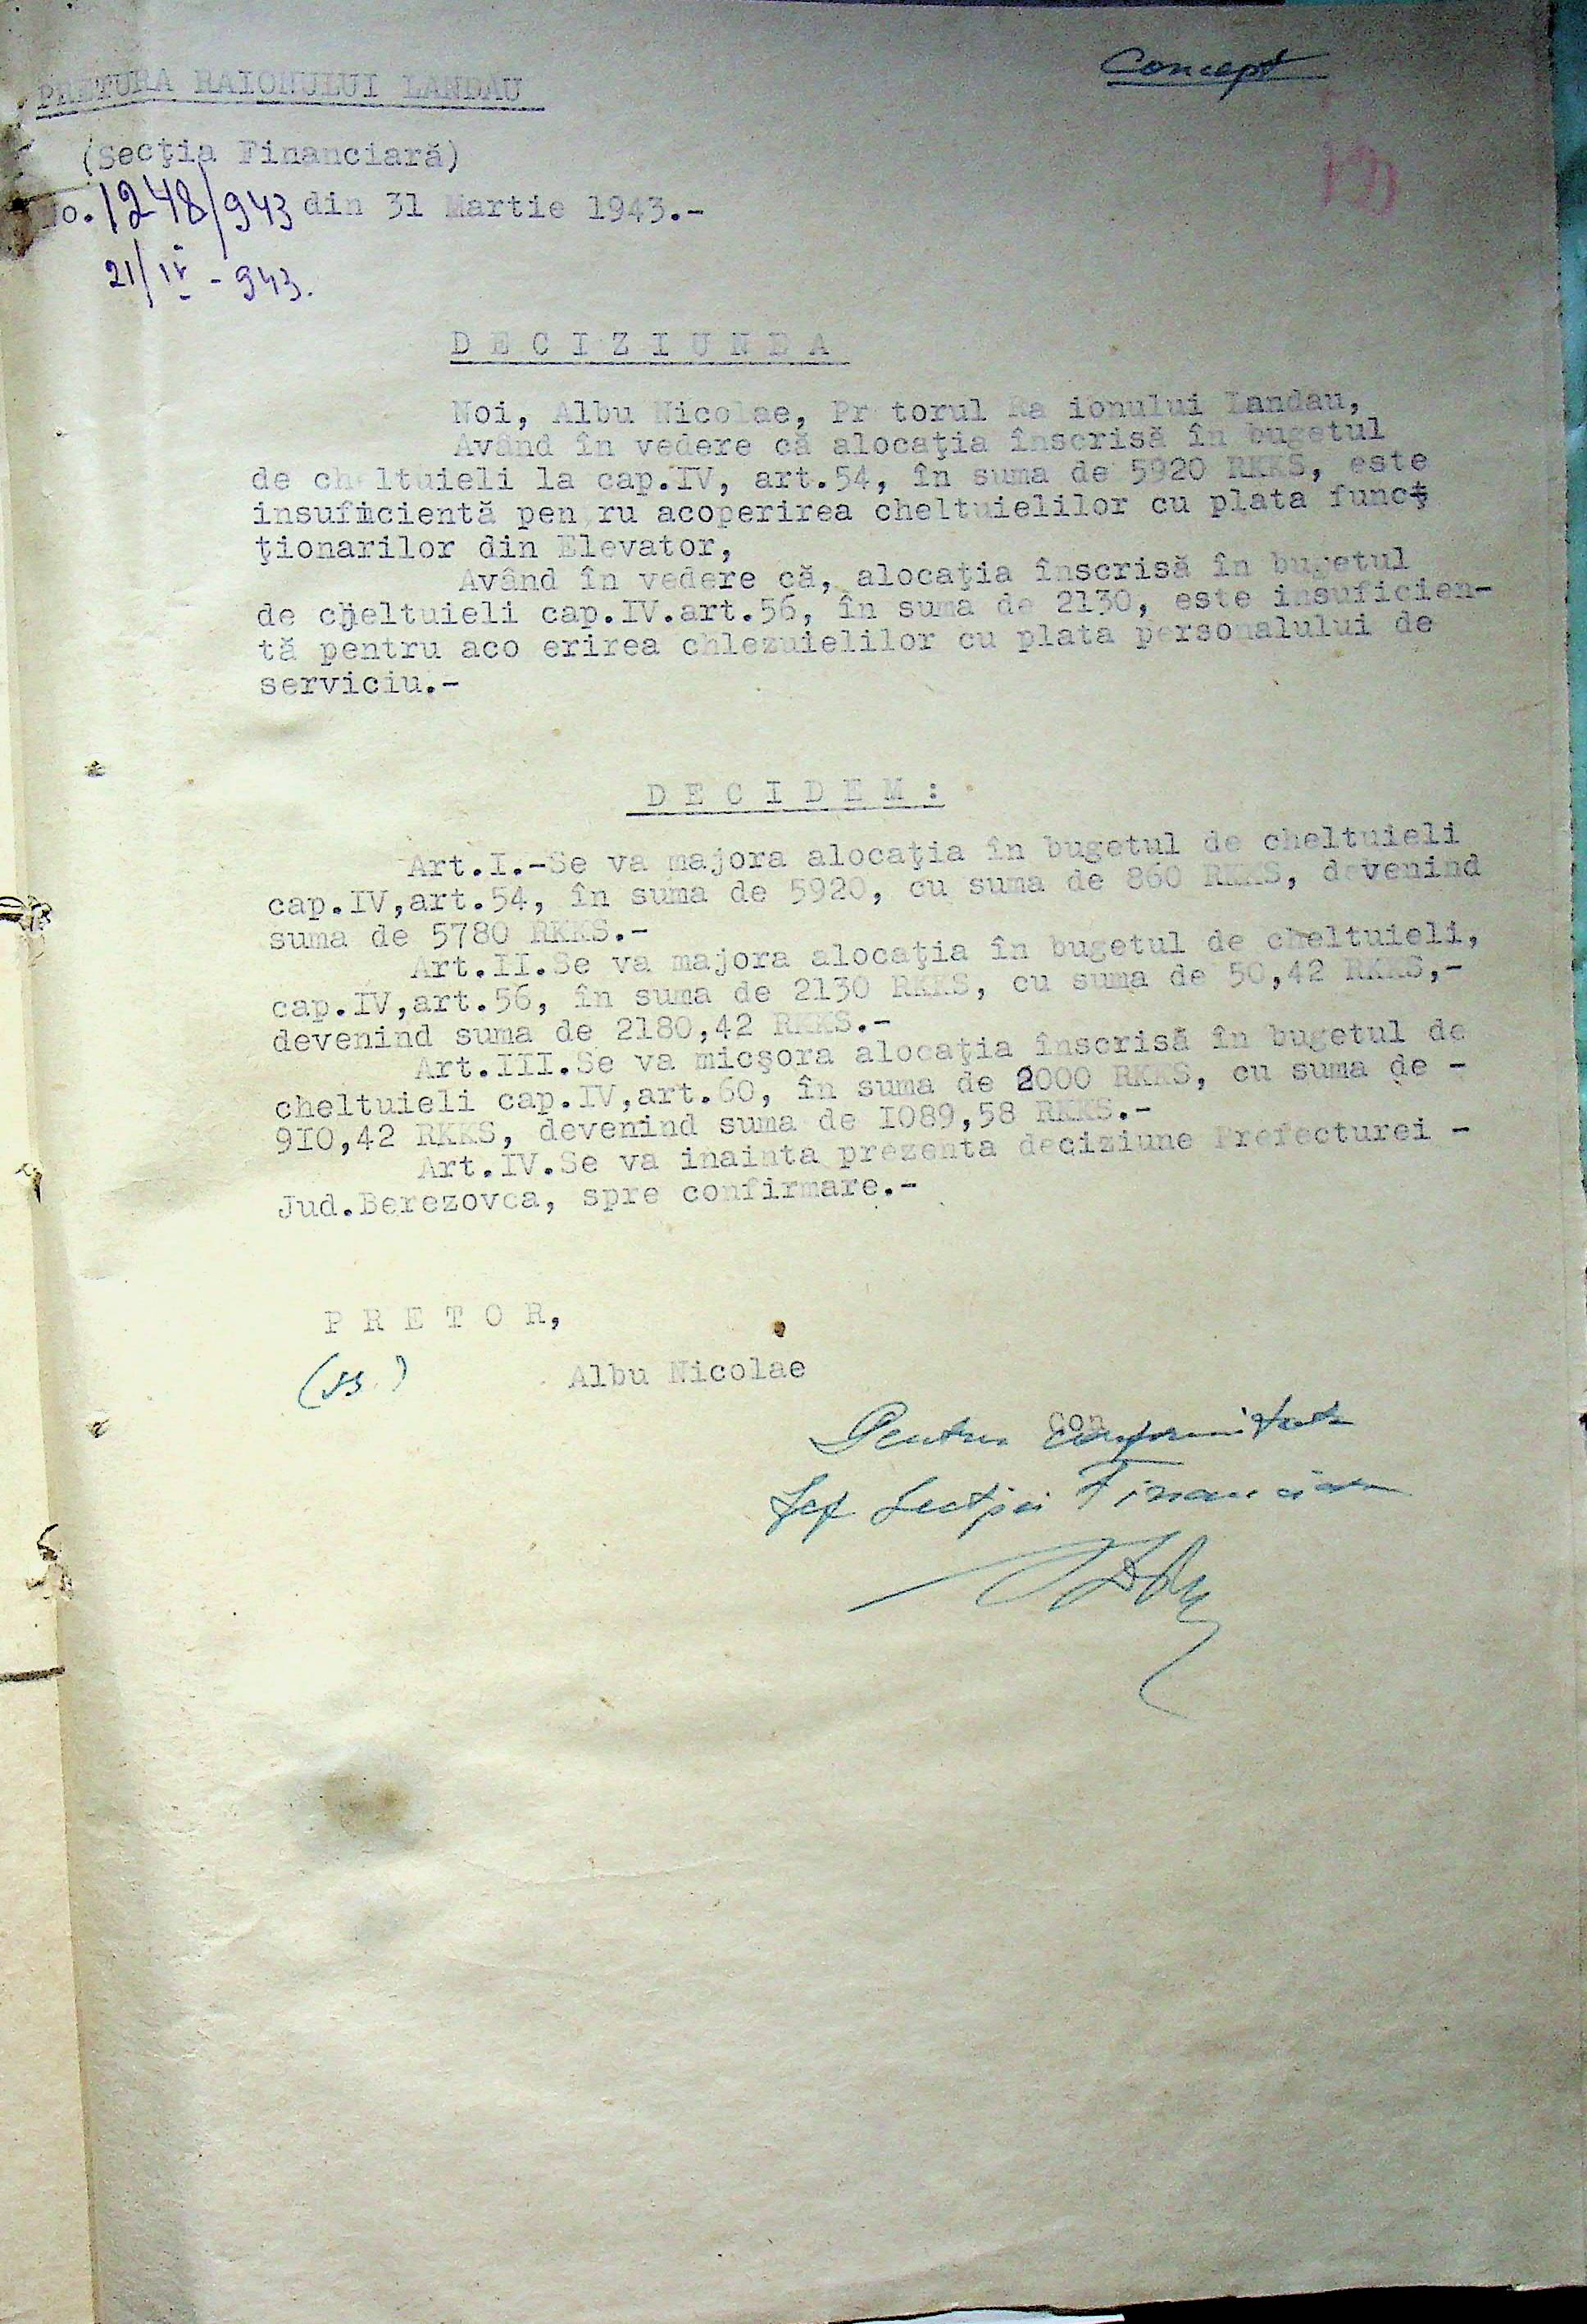 Concept
PRETURA RAIONULUI LANDAU
(Secţia Financiară)
No. 1248/943 din 31 Martie 1943.-
21/IV - 943.
DECIZIUNEA
Noi, Albu Nicolae, Pr torul Ra ionului Landau,
Având în vedere că alocaţia înscrisă în bugetul
de cheltuieli la cap.IV, art.54, în suma de 5920 RKKS, este
insuficientă pen ru acoperirea cheltuielilor cu plata funcţ
ţionarilor din Elevator,
Având în vedere că, alocaţia înscrisă în bugetul
de cheltuieli cap.IV.art.56, în suma de 2130, este insuficien-
tă pentru aco erirea chlezuielilor cu plata personalului de
serviciu.-
DECIDEM:
Art.I.-Se va majora alocaţia în bugetul de cheltuieli
cap.IV,art.54, în suma de 5920, cu suma de 860 RKKS, devenind
suma de 5780 RKKS.-
Art.II.Se va majora alocaţia în bugetul de cheltuieli,
cap.IV,art.56, în suma de 2130 RKKS, cu suma de 50,42 RKKS,-
devenind suma de 2180,42 RKKS.-
Art.III.Se va micşora alocaţia înscrisă în bugetul de
cheltuieli cap.IV,art.60, în suma de 2000 RKKS, cu suma de -
910,42 RKKS, devenind suma de 1089,58 RKKS.-
Art.IV.Se va inainta prezenta deciziune Prefecturei -
Jud.Berezovca, spre confirmare.-
PRETOR,
(ss.) Albu Nicolae
Pentru conformitate
Şef Secţiei Financiare